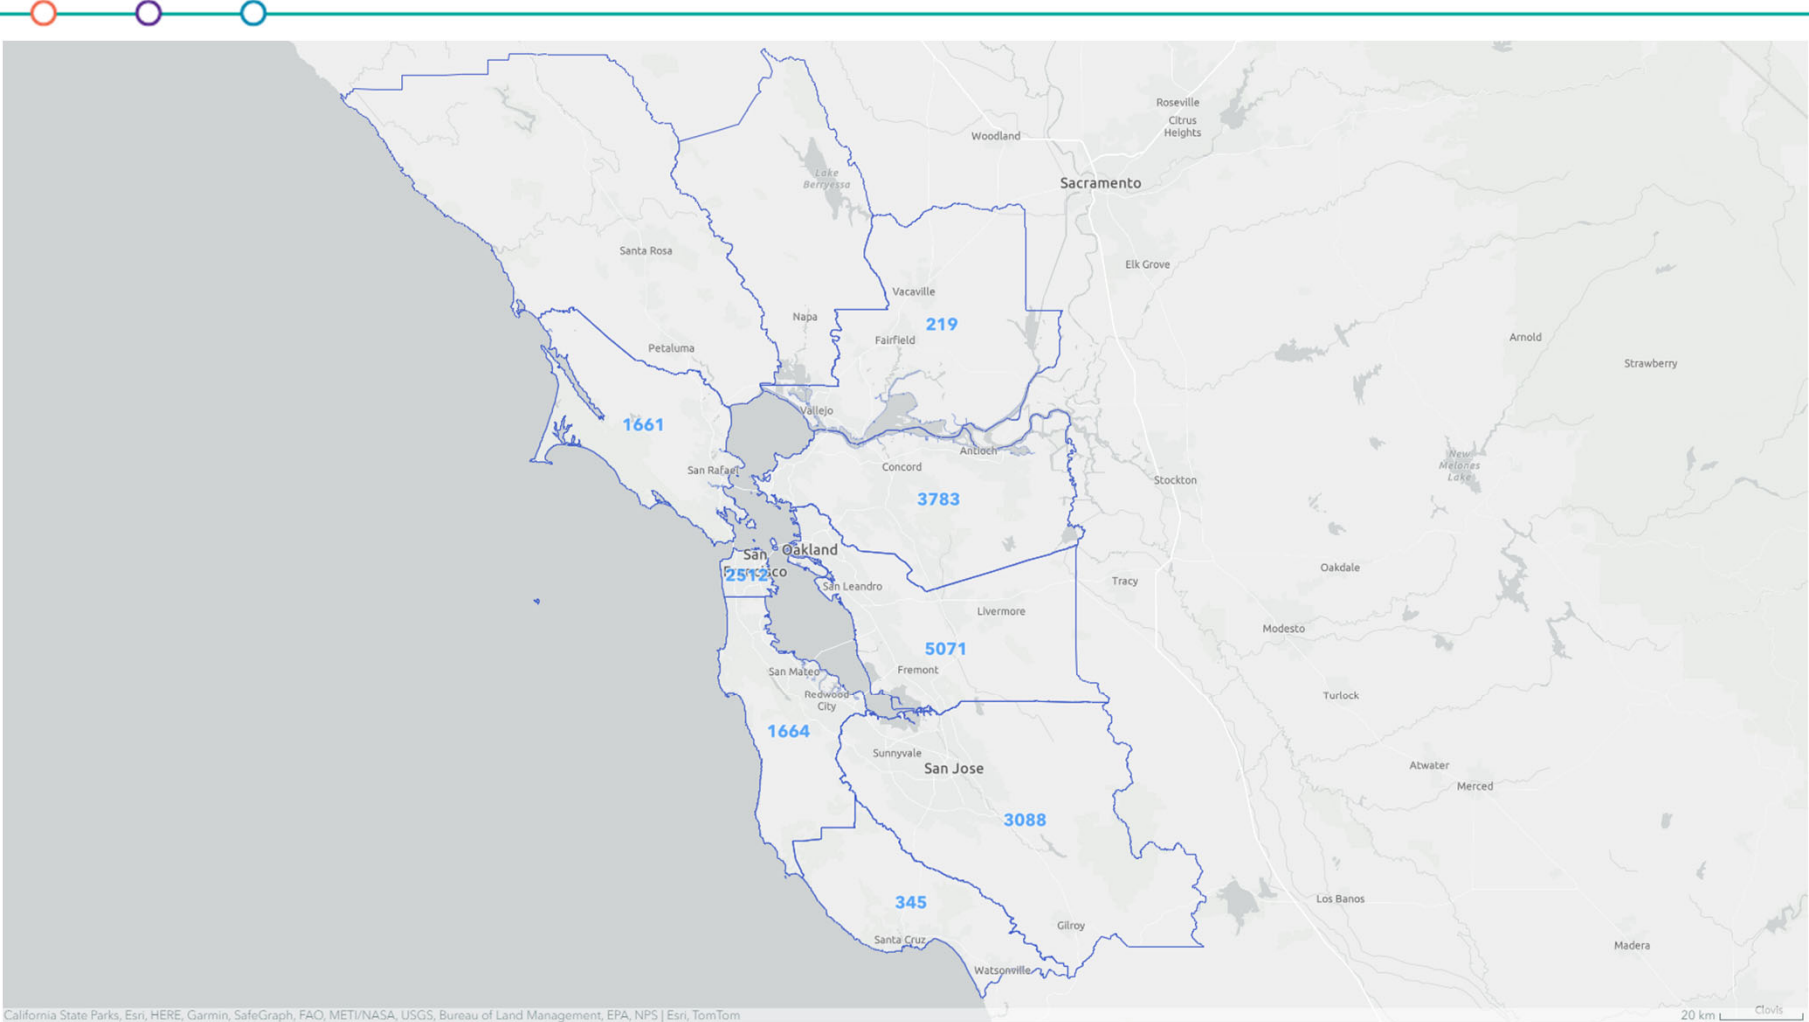 Roseville
Citrus
Heights
Woodland
Lake
Berryessa
Sacramento
Santa Rosa
Elk Grove
Vacaville
Napa
219
Fairfield
Arnold
Petaluma
Strawberry
Vallejo
1661
Antioch
San Rafael
Concord
New
Melones
Lake
Stockton
3783
San
Francisco
Oakland
2512
Oakdale
Tracy
San Leandro
Livermore
Modesto
5071
San Mateo
Fremont
Redwood
City
Turlock
1664
Sunnyvale
San Jose
Atwater
Merced
3088
345
Los Banos
Gilroy
Santa Cruz
Madera
Watsonville
California State Parks, Esri, HERE, Garmin, SafeGraph, FAO, METI/NASA, USGS, Bureau of Land Management, EPA, NPS | Esri, TomTom
20 km
Clovis